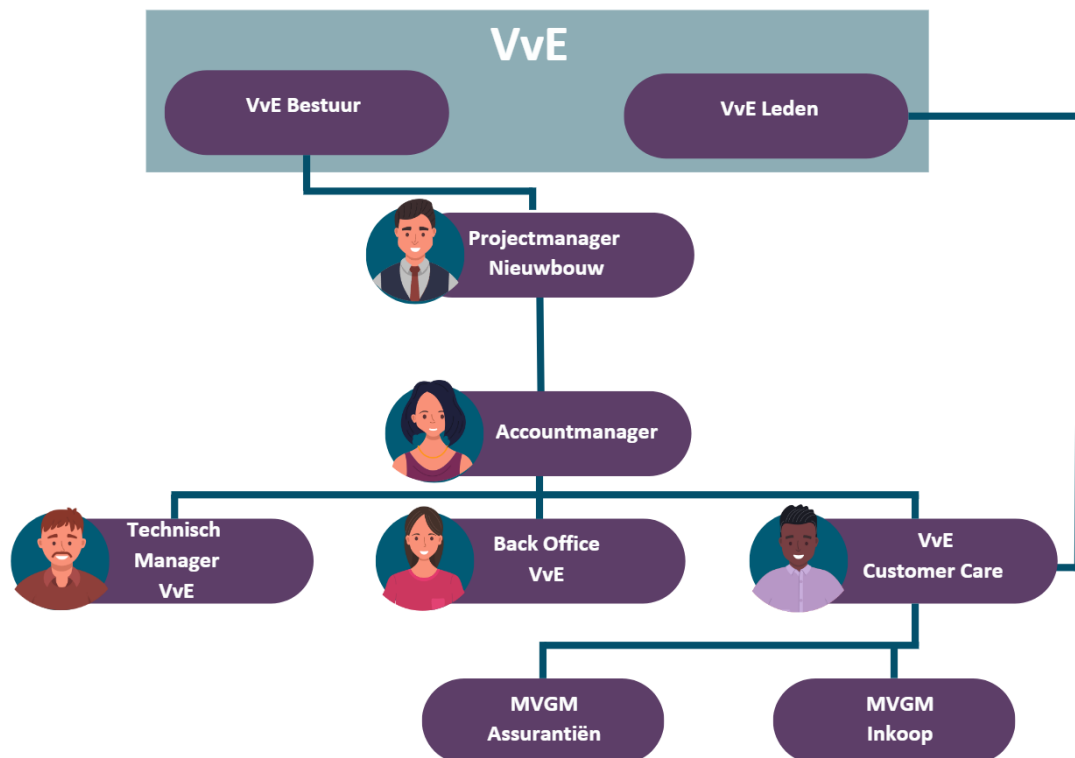 VvE
VvE Bestuur
VvE Leden
Projectmanager
Nieuwbouw
Accountmanager
Technisch
Manager
VvE
Back Office
VvE
VvE
Customer Care
MVGM
Assurantiën
MVGM
Inkoop